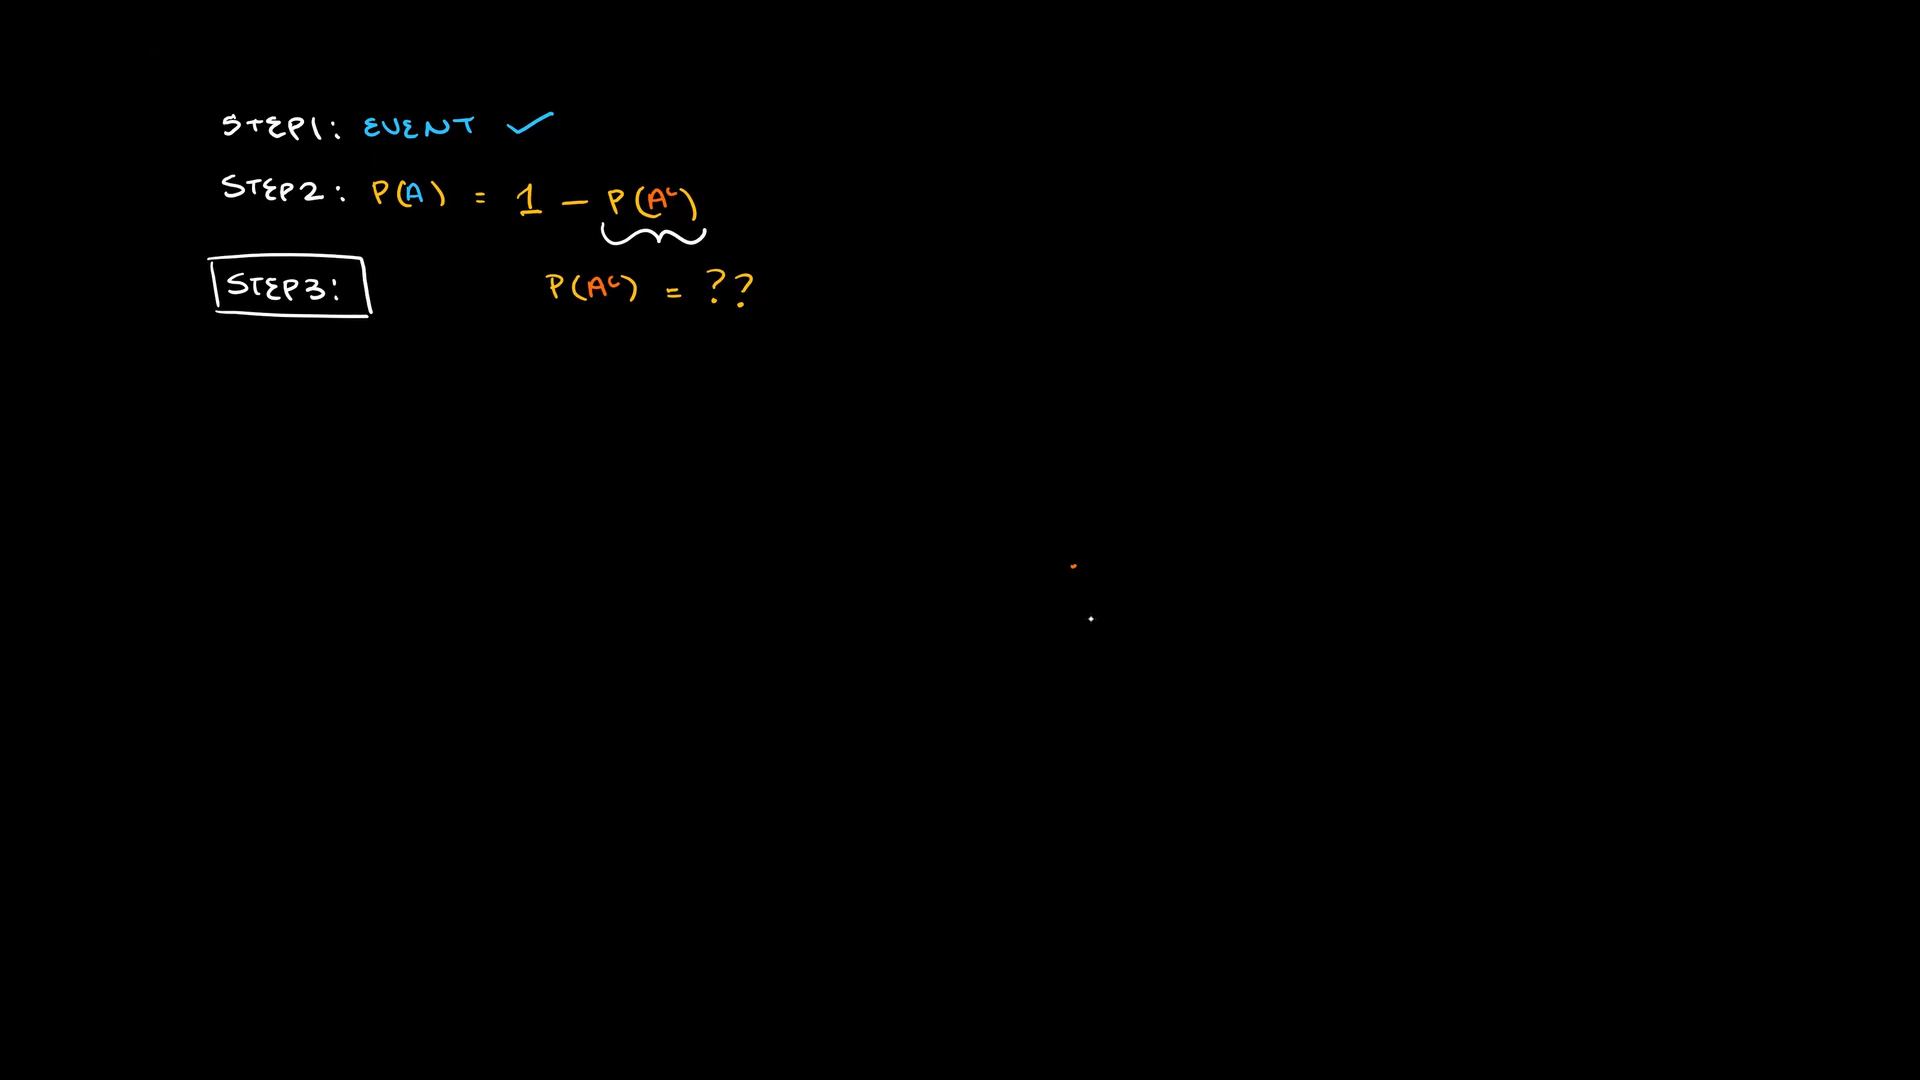 STEP1: EVENT ✓
STEP2: P(A) = 1 - P(Aᶜ)
STEP3: P(Aᶜ) = ??